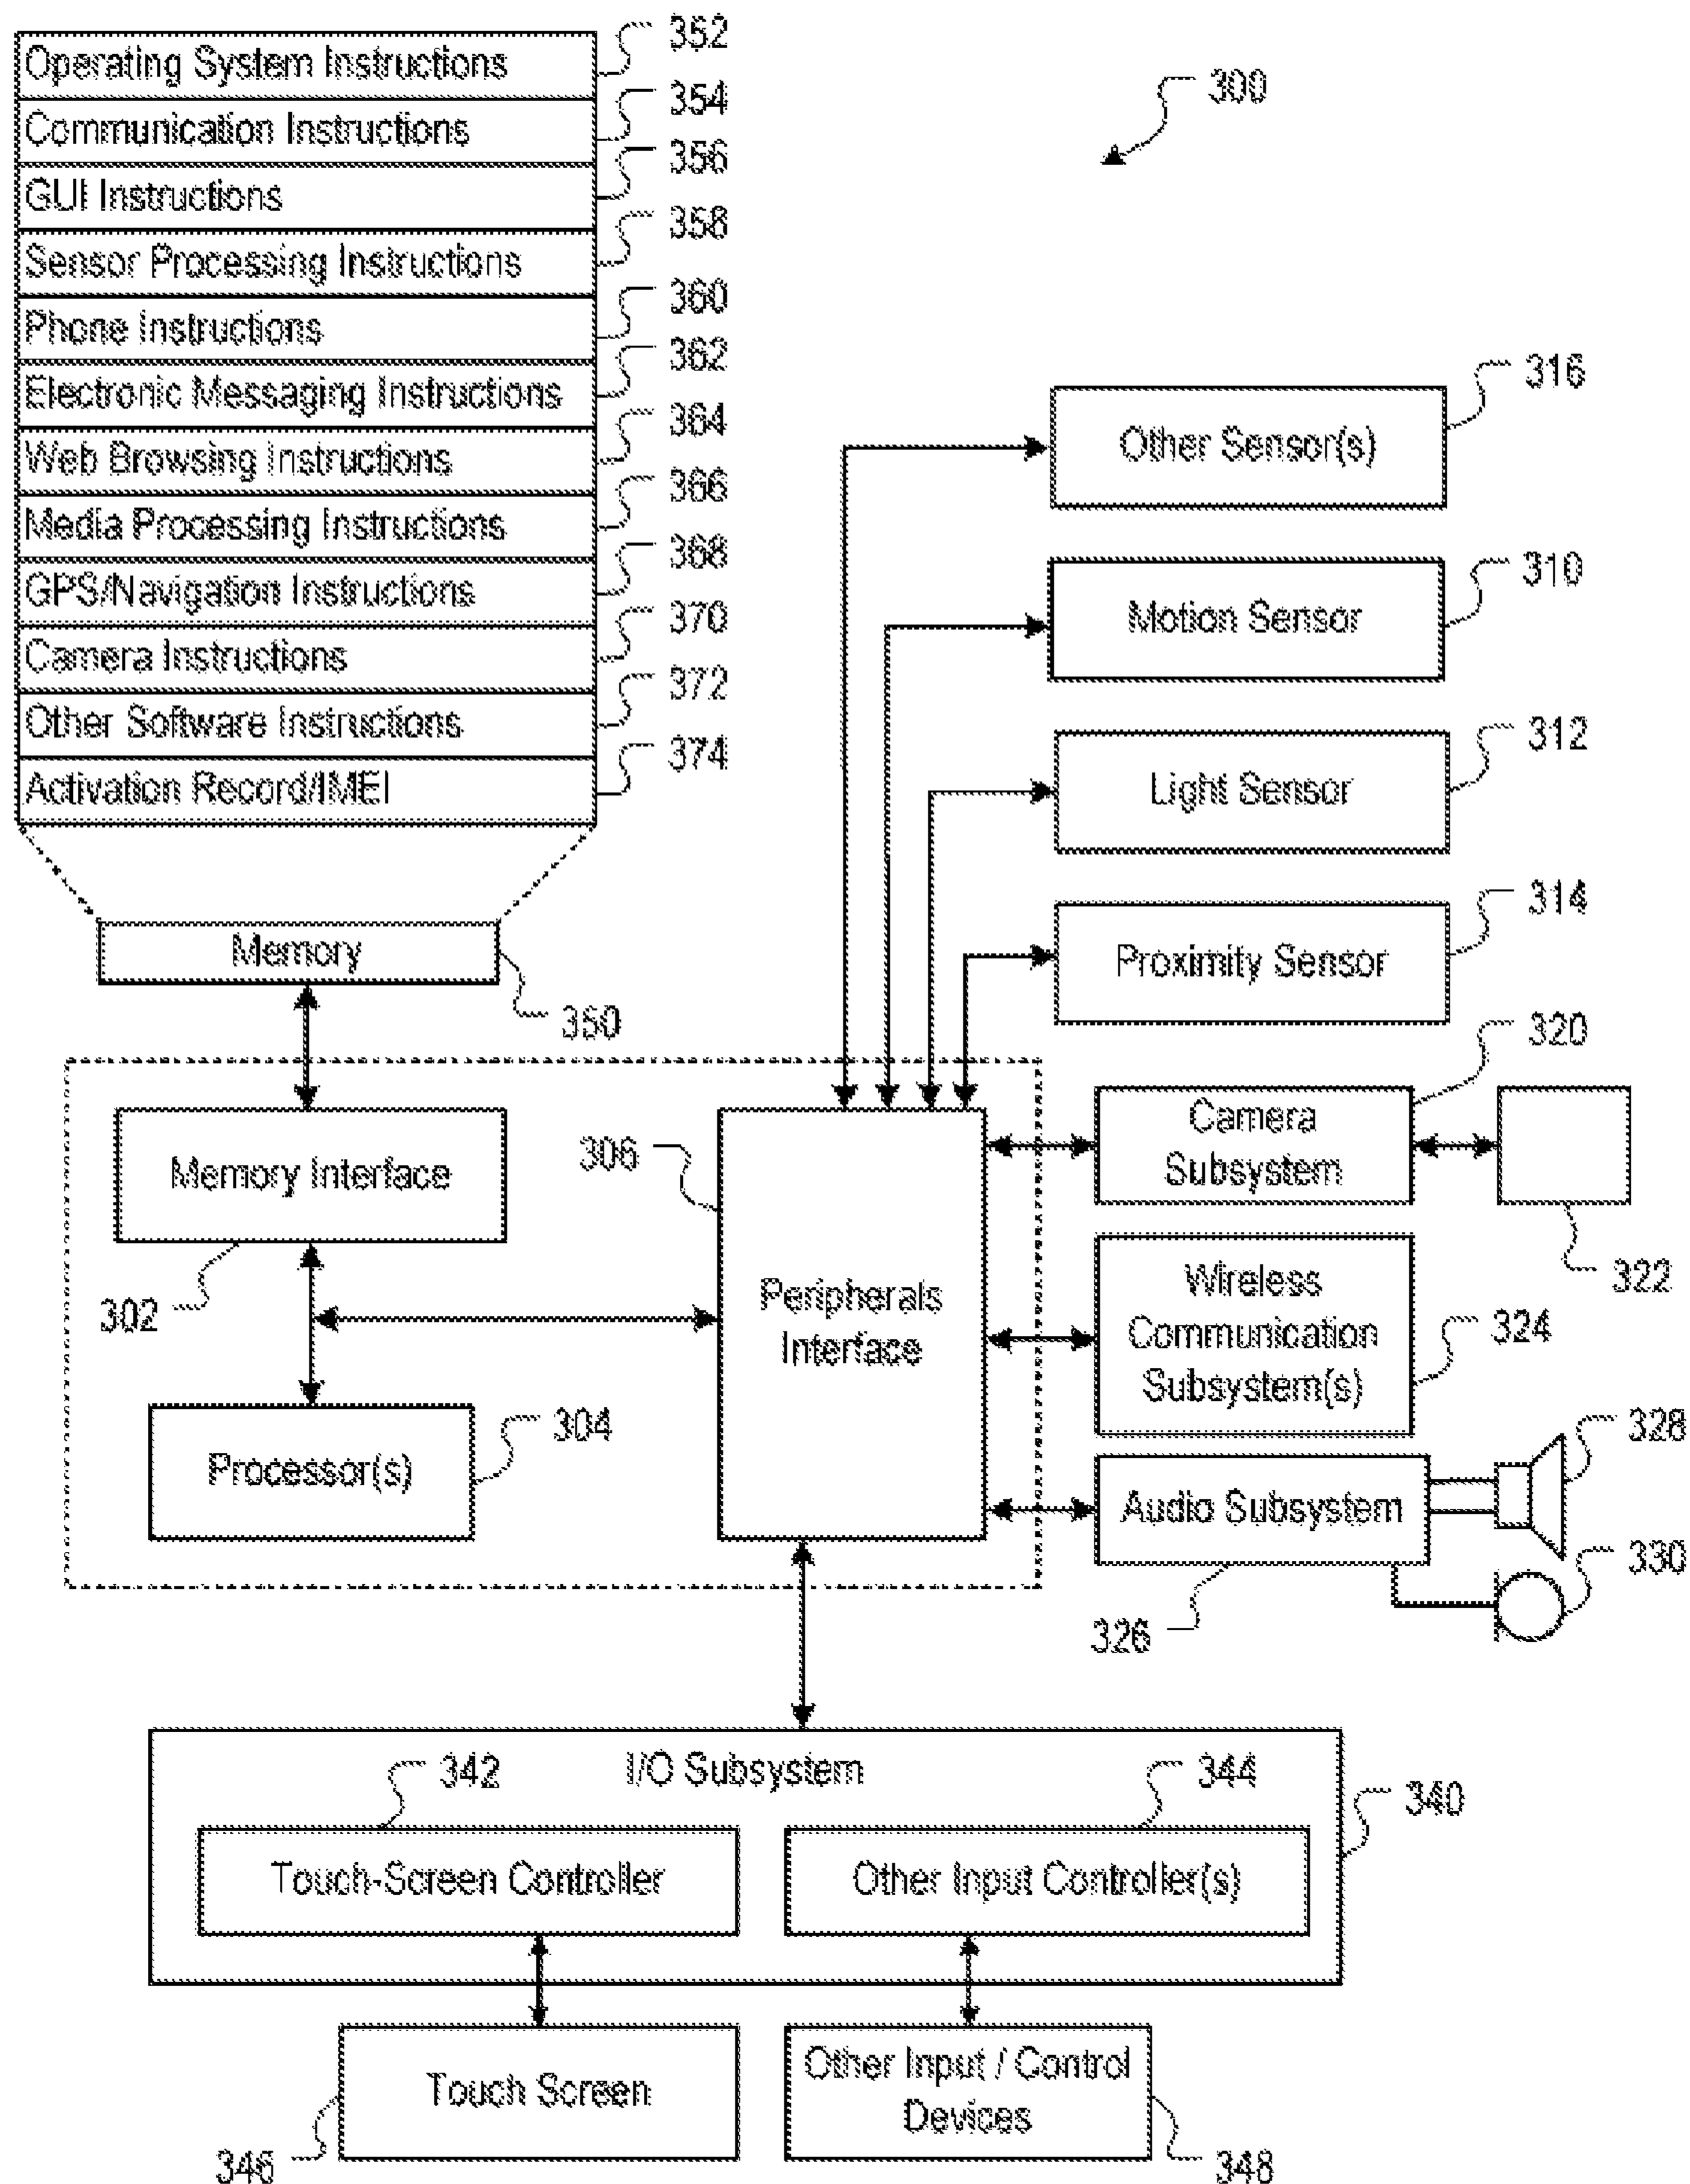 Operating System Instructions
352
Communication Instructions
354
GUI Instructions
356
Sensor Processing Instructions
358
Phone Instructions
360
Electronic Messaging Instructions
362
Web Browsing Instructions
364
Media Processing Instructions
366
GPS/Navigation Instructions
368
Camera Instructions
370
Other Software Instructions
372
Activation Record/IMEI
374
300
Memory
350
Other Sensor(s)
316
Motion Sensor
310
Light Sensor
312
Proximity Sensor
314
Memory Interface
302
Processor(s)
304
306
Peripherals
Interface
Camera
Subsystem
320
322
Wireless
Communication
Subsystem(s)
324
Audio Subsystem
326
328
330
I/O Subsystem
340
342
Touch-Screen Controller
344
Other Input Controller(s)
Touch Screen
346
Other Input / Control
Devices
348